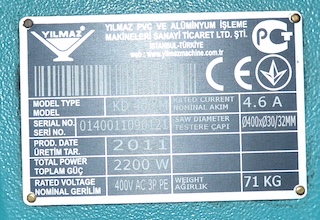 YILMAZ
YILMAZ PVC VE ALÜMİNYUM İŞLEME
MAKİNELERİ SANAYİ TİCARET LTD. ŞTİ.
İSTANBUL-TÜRKİYE
web : www.yilmazmachine.com
CE
MODEL TYPE
MODEL
KD
RATED CURRENT
NOMİNAL AKIM
4.6 A
SERIAL NO.
SERİ NO.
SAW DIAMETER
TESTERE ÇAPI
Ø400xØ30/32MM
PROD. DATE
ÜRETİM TAR.
2011
TOTAL POWER
TOPLAM GÜÇ
2200 W
RATED VOLTAGE
NOMİNAL GERİLİM
400V AC 3P PE
WEIGHT
AĞIRLIK
71 KG